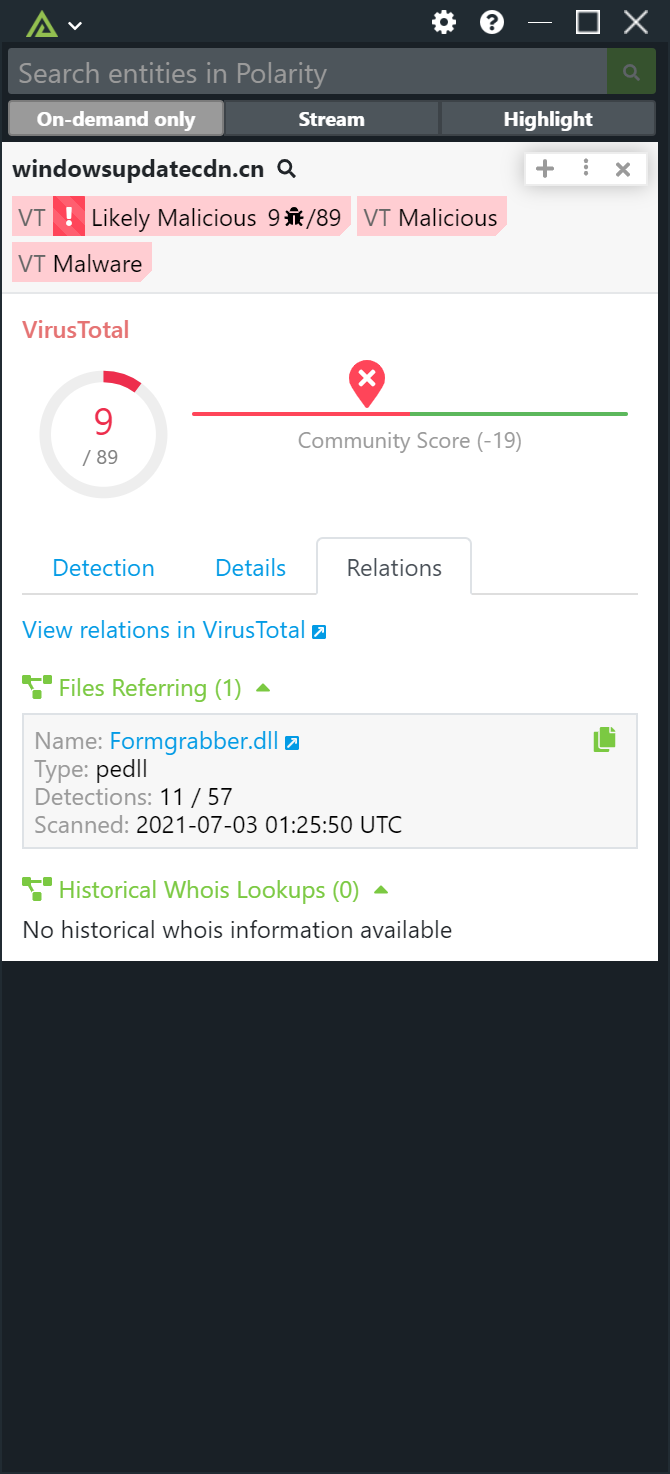 Search entities in Polarity
On-demand only Stream Highlight
windowsupdatecdn.cn
VT ! Likely Malicious 9 /89 VT Malicious
VT Malware
VirusTotal
9
/ 89
Community Score (-19)
Detection Details Relations
View relations in VirusTotal
Files Referring (1)
Name: Formgrabber.dll
Type: pedll
Detections: 11 / 57
Scanned: 2021-07-03 01:25:50 UTC
Historical Whois Lookups (0)
No historical whois information available